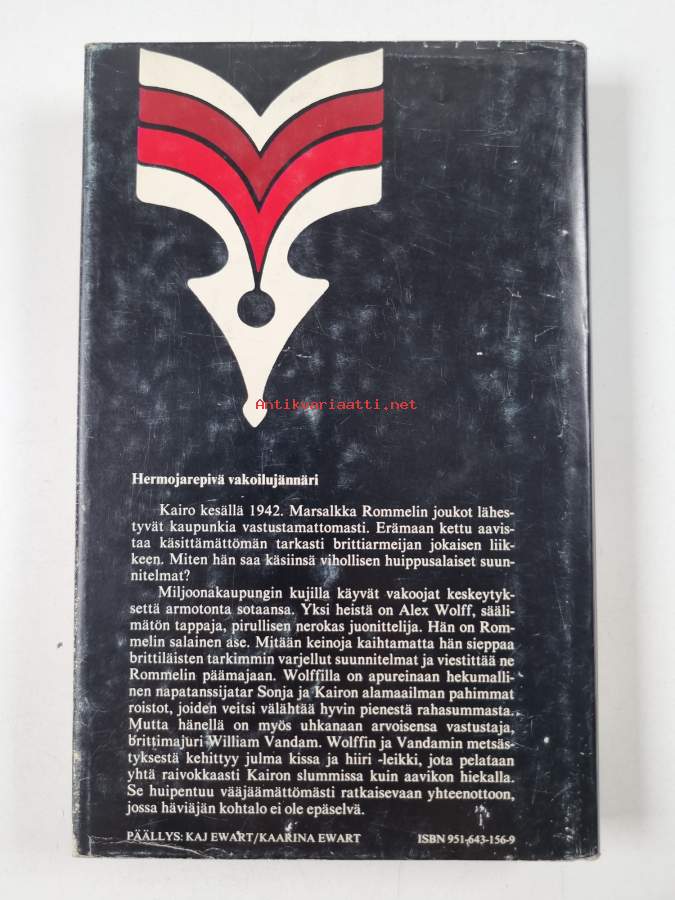 Antikvariaatti.net
Hermojarepivä vakoilujännäri
Kairo kesällä 1942. Marsalkka Rommelin joukot lähes-
tyvät kaupunkia vastustamattomasti. Erämaan kettu aavis-
taa käsittämättömän tarkasti brittiarmeijan jokaisen liik-
keen. Miten hän saa käsiinsä vihollisen huippusalaiset suun-
nitelmat?
Miljoonakaupungin kujilla käyvät vakoojat keskeytyk-
settä armotonta sotaansa. Yksi heistä on Alex Wolff, sääli-
mätön tappaja, pirullisen nerokas juonittelija. Hän on Rom-
melin salainen ase. Mitään keinoja kaihtamatta hän sieppaa
brittiläisten tarkimmin varjellut suunnitelmat ja viestittää ne
Rommelin päämajaan. Wolffilla on apureinaan hekumalli-
nen napatanssijatar Sonja ja Kairon alamaailman pahimmat
roistot, joiden veitsi välähtää hyvin pienestä rahasummasta.
Mutta hänellä on myös uhkanaan arvoisensa vastustaja,
brittimajuri William Vandam. Wolffin ja Vandamin metsäs-
tyksestä kehittyy julma kissa ja hiiri -leikki, jota pelataan
yhtä raivokkaasti Kairon slummissa kuin aavikon hiekalla.
Se huipentuu vääjäämättömästi ratkaisevaan yhteenottoon,
jossa häviäjän kohtalo ei ole epäselvä.
PÄÄLLYS: KAJ EWART/KAARINA EWART
ISBN 951-643-156-9